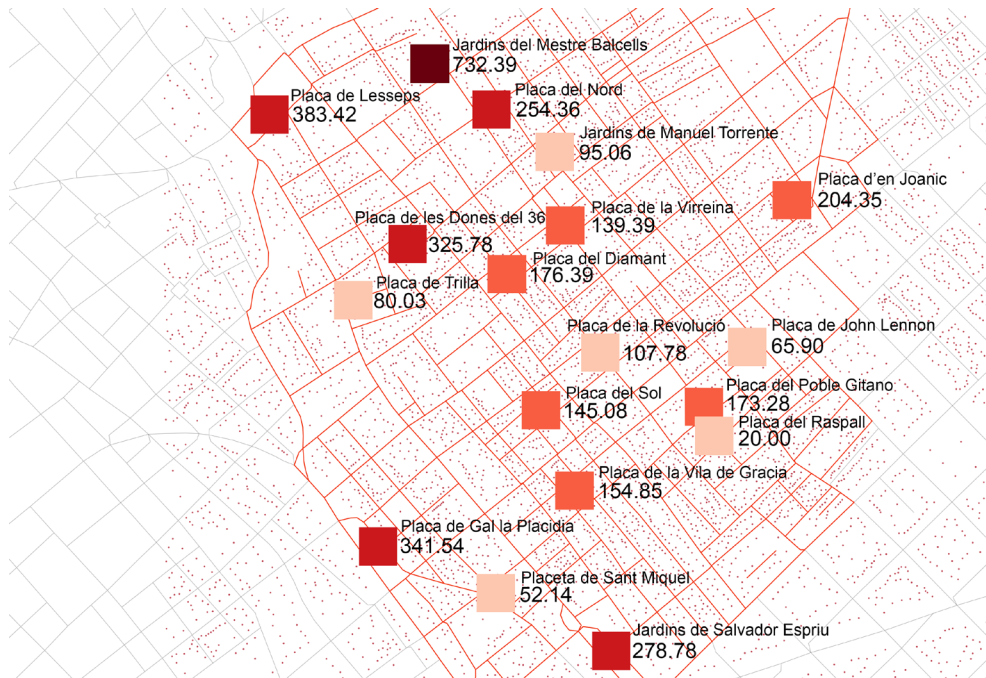 Jardins del Mestre Balcells
732.39
Placa de Lesseps
383.42
Placa del Nord
254.36
Jardins de Manuel Torrente
95.06
Placa d'en Joanic
204.35
Placa de les Dones del 36
325.78
Placa de la Virreina
139.39
Placa del Diamant
176.39
Placa de Trilla
80.03
Placa de la Revolució
107.78
Placa de John Lennon
65.90
Placa del Sol
145.08
Placa del Poble Gitano
173.28
Placa del Raspall
20.00
Placa de la Vila de Gracia
154.85
Placa de Gal la Placidia
341.54
Placeta de Sant Miquel
52.14
Jardins de Salvador Espriu
278.78